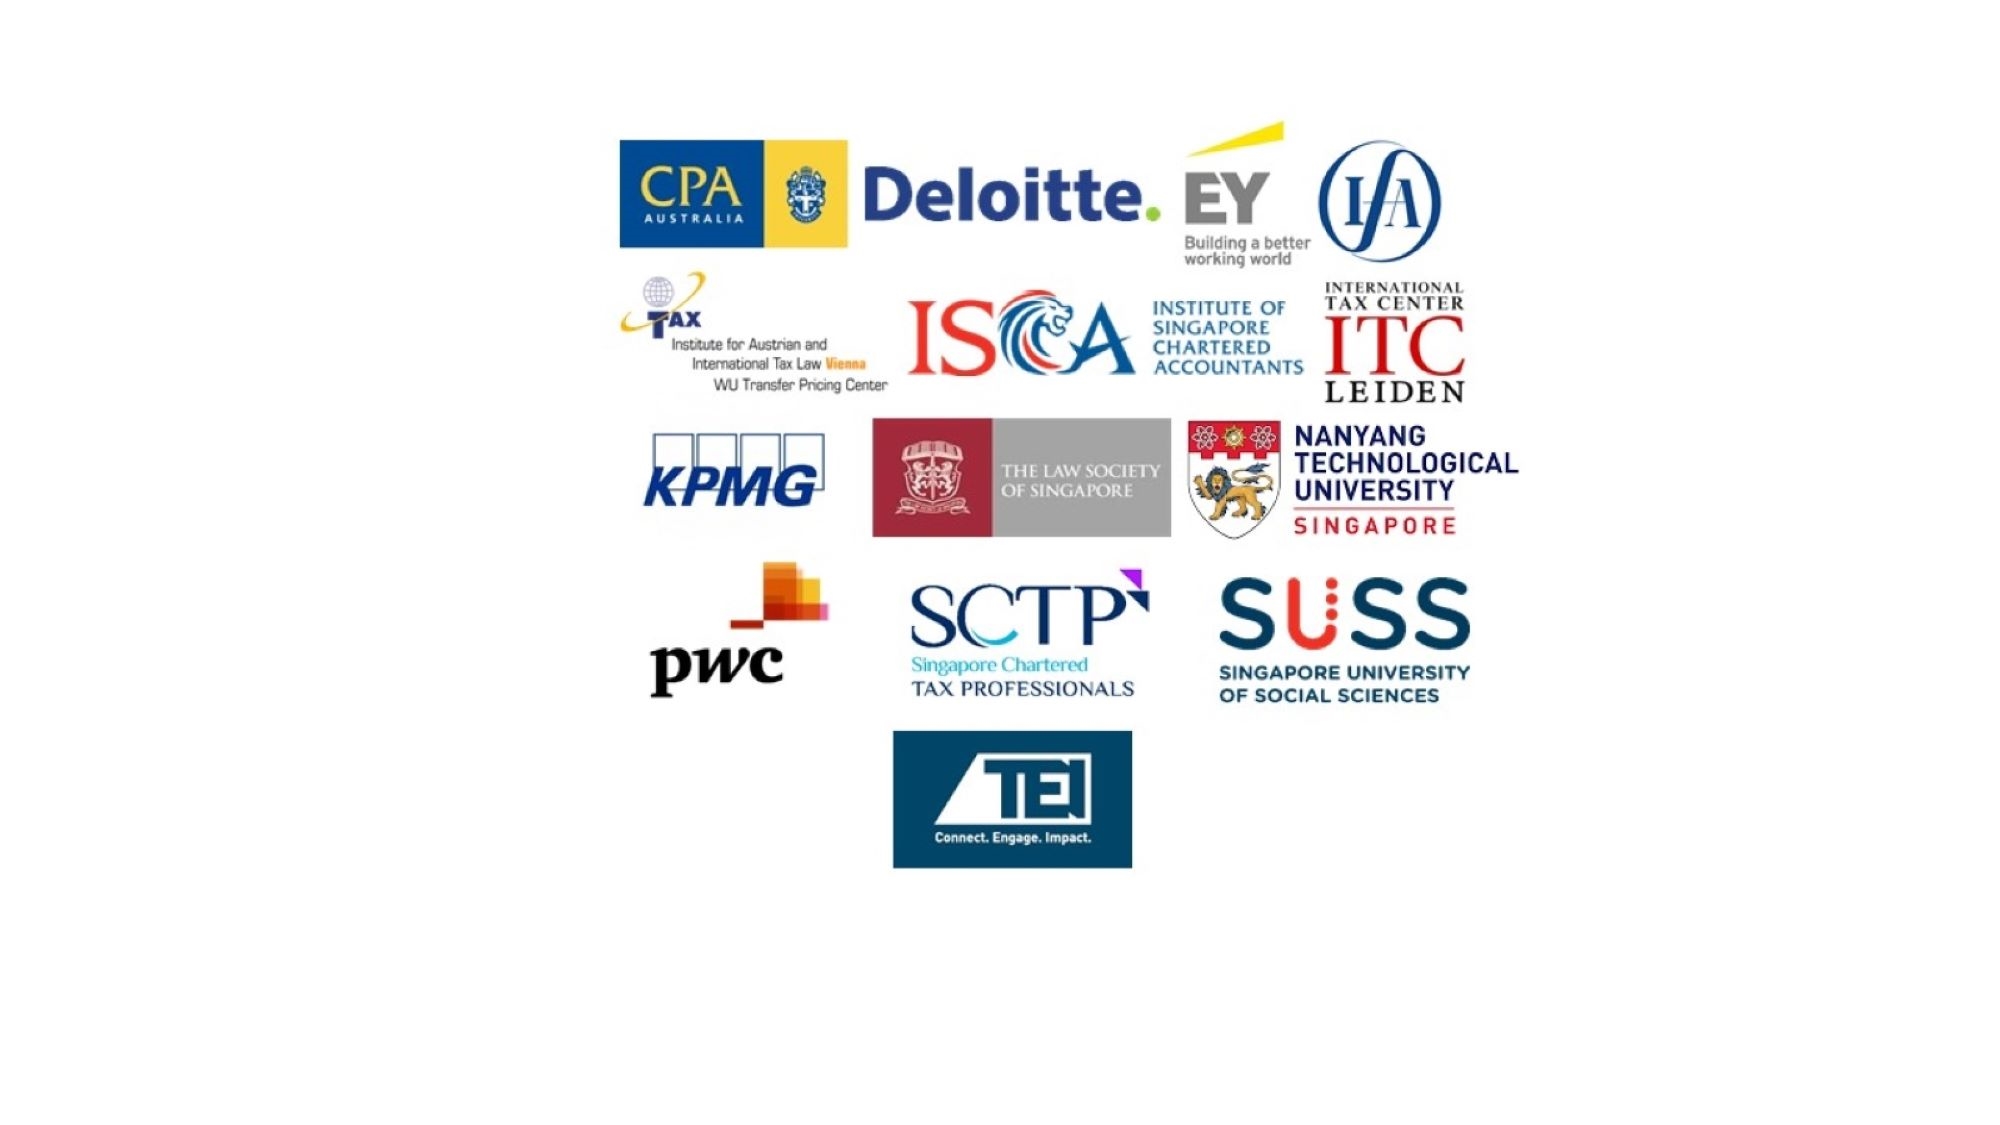 CPA
AUSTRALIA
Deloitte.
EY
Building a better
working world
IFA
TAX
Institute for Austrian and
International Tax Law Vienna
WU Transfer Pricing Center
ISCA
INSTITUTE OF
SINGAPORE
CHARTERED
ACCOUNTANTS
INTERNATIONAL
TAX CENTER
ITC
LEIDEN
KPMG
THE LAW SOCIETY
OF SINGAPORE
NANYANG
TECHNOLOGICAL
UNIVERSITY
SINGAPORE
pwc
SCTP
Singapore Chartered
TAX PROFESSIONALS
SUSS
SINGAPORE UNIVERSITY
OF SOCIAL SCIENCES
TEI
Connect. Engage. Impact.